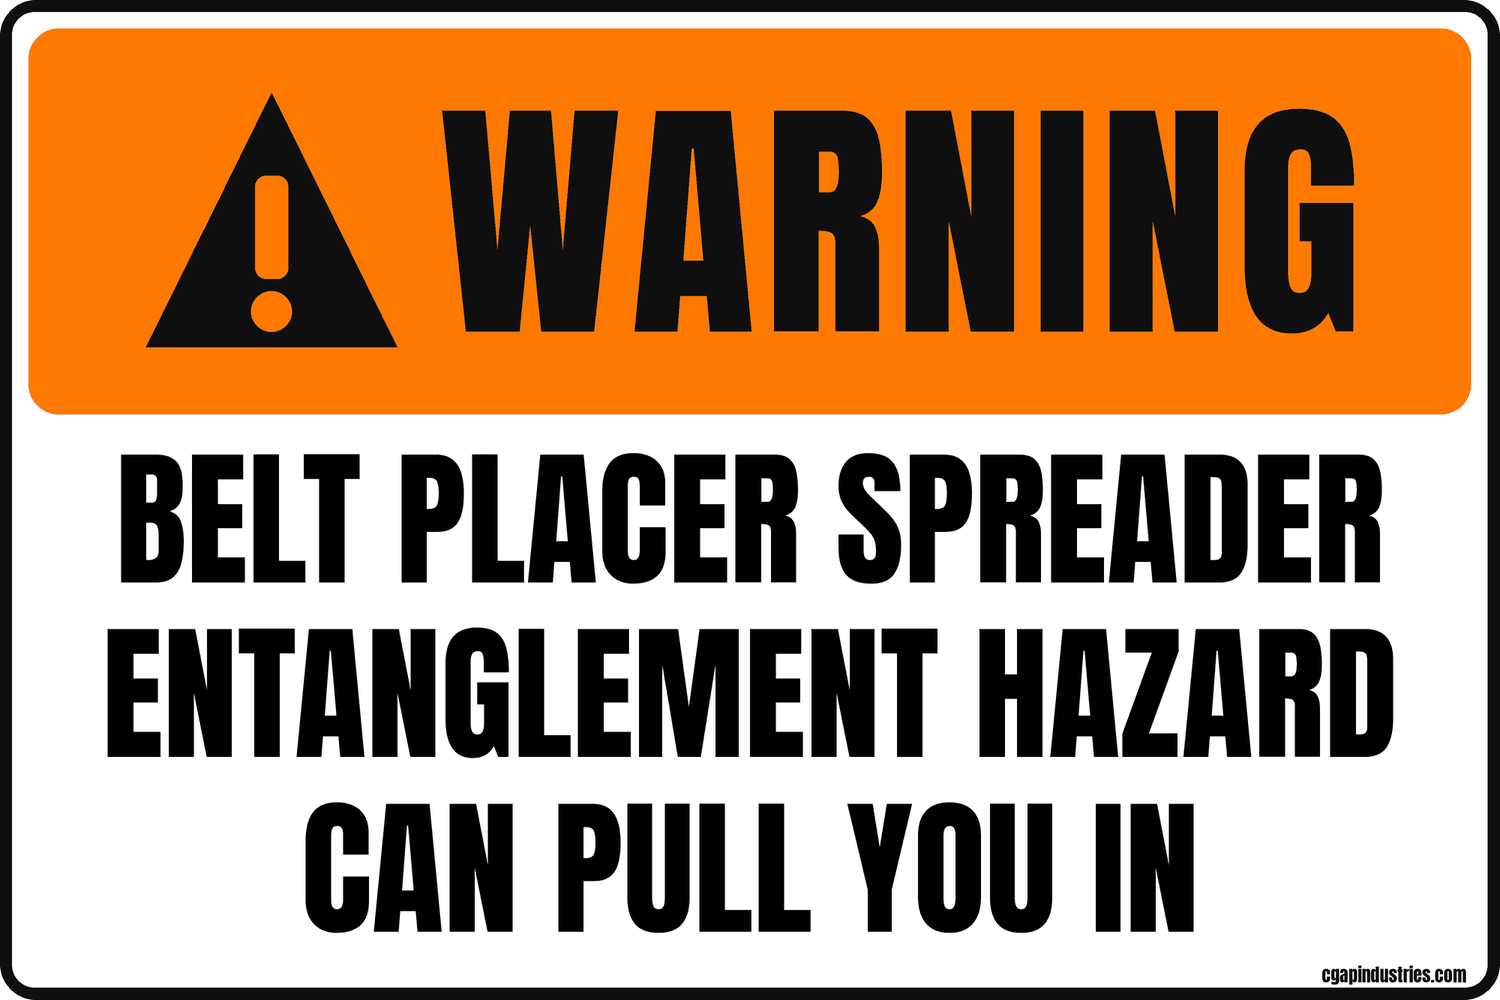 WARNING
BELT PLACER SPREADER
ENTANGLEMENT HAZARD
CAN PULL YOU IN
cgapindustries.com